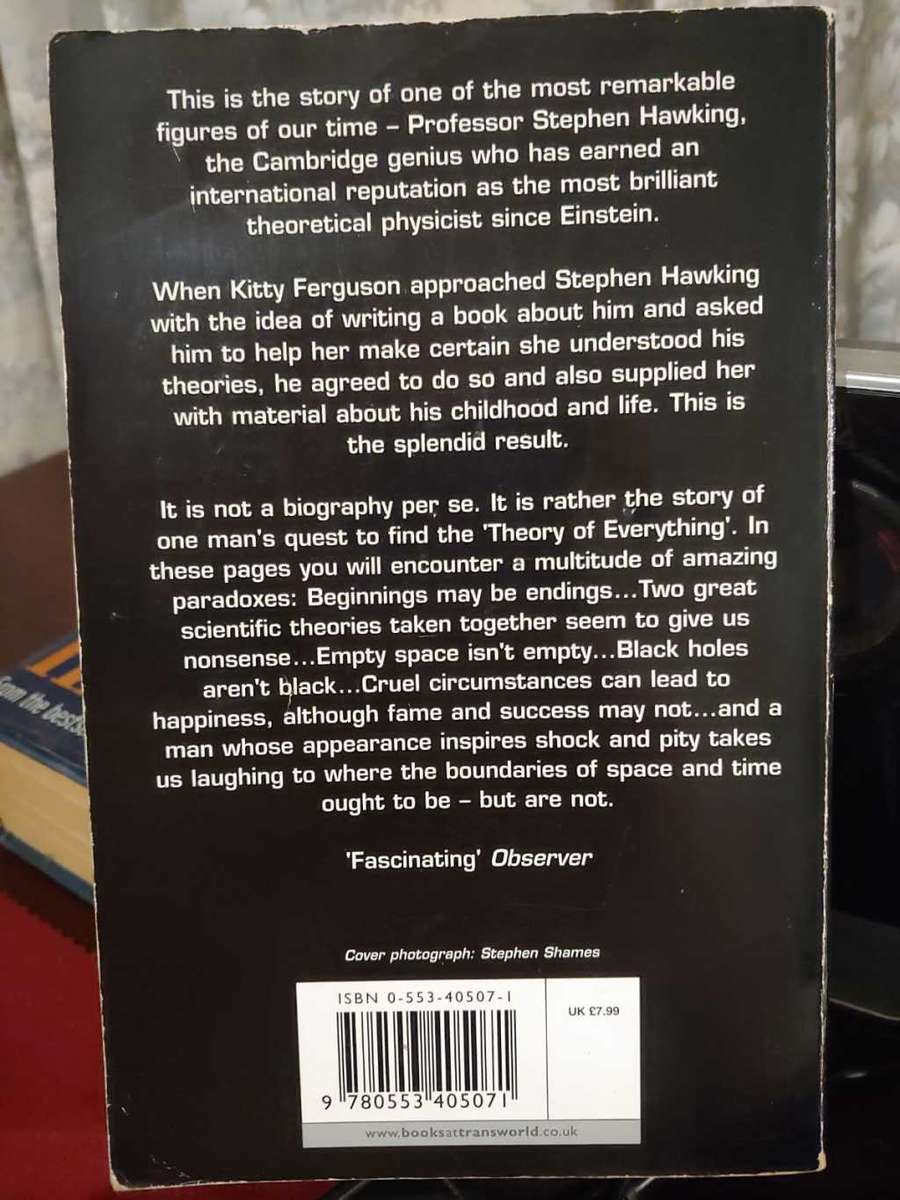 This is the story of one of the most remarkable
figures of our time – Professor Stephen Hawking,
the Cambridge genius who has earned an
international reputation as the most brilliant
theoretical physicist since Einstein.
When Kitty Ferguson approached Stephen Hawking
with the idea of writing a book about him and asked
him to help her make certain she understood his
theories, he agreed to do so and also supplied her
with material about his childhood and life. This is
the splendid result.
It is not a biography per se. It is rather the story of
one man's quest to find the 'Theory of Everything'. In
these pages you will encounter a multitude of amazing
paradoxes: Beginnings may be endings...Two great
scientific theories taken together seem to give us
nonsense...Empty space isn't empty...Black holes
aren't black...Cruel circumstances can lead to
happiness, although fame and success may not...and a
man whose appearance inspires shock and pity takes
us laughing to where the boundaries of space and time
ought to be – but are not.
'Fascinating' Observer
Cover photograph: Stephen Shames
ISBN 0-553-40507-1
UK £7.99
9 780553 405071
www.booksattransworld.co.uk
from the